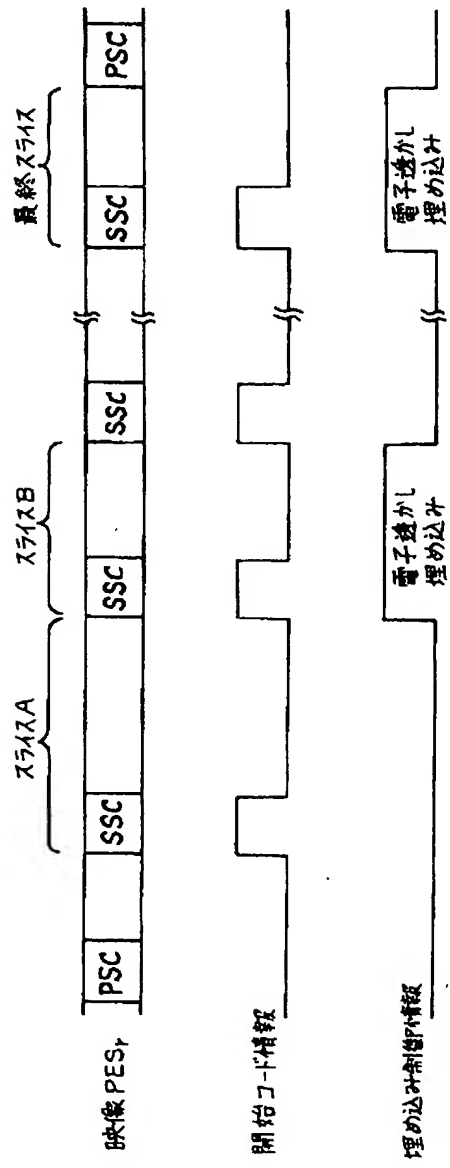 スライスA
スライスB
最終スライス
映像PESr
PSC
SSC
SSC
SSC
SSC
PSC
開始コード情報
埋め込み制御情報
電子透かし
埋め込み
電子透かし
埋め込み